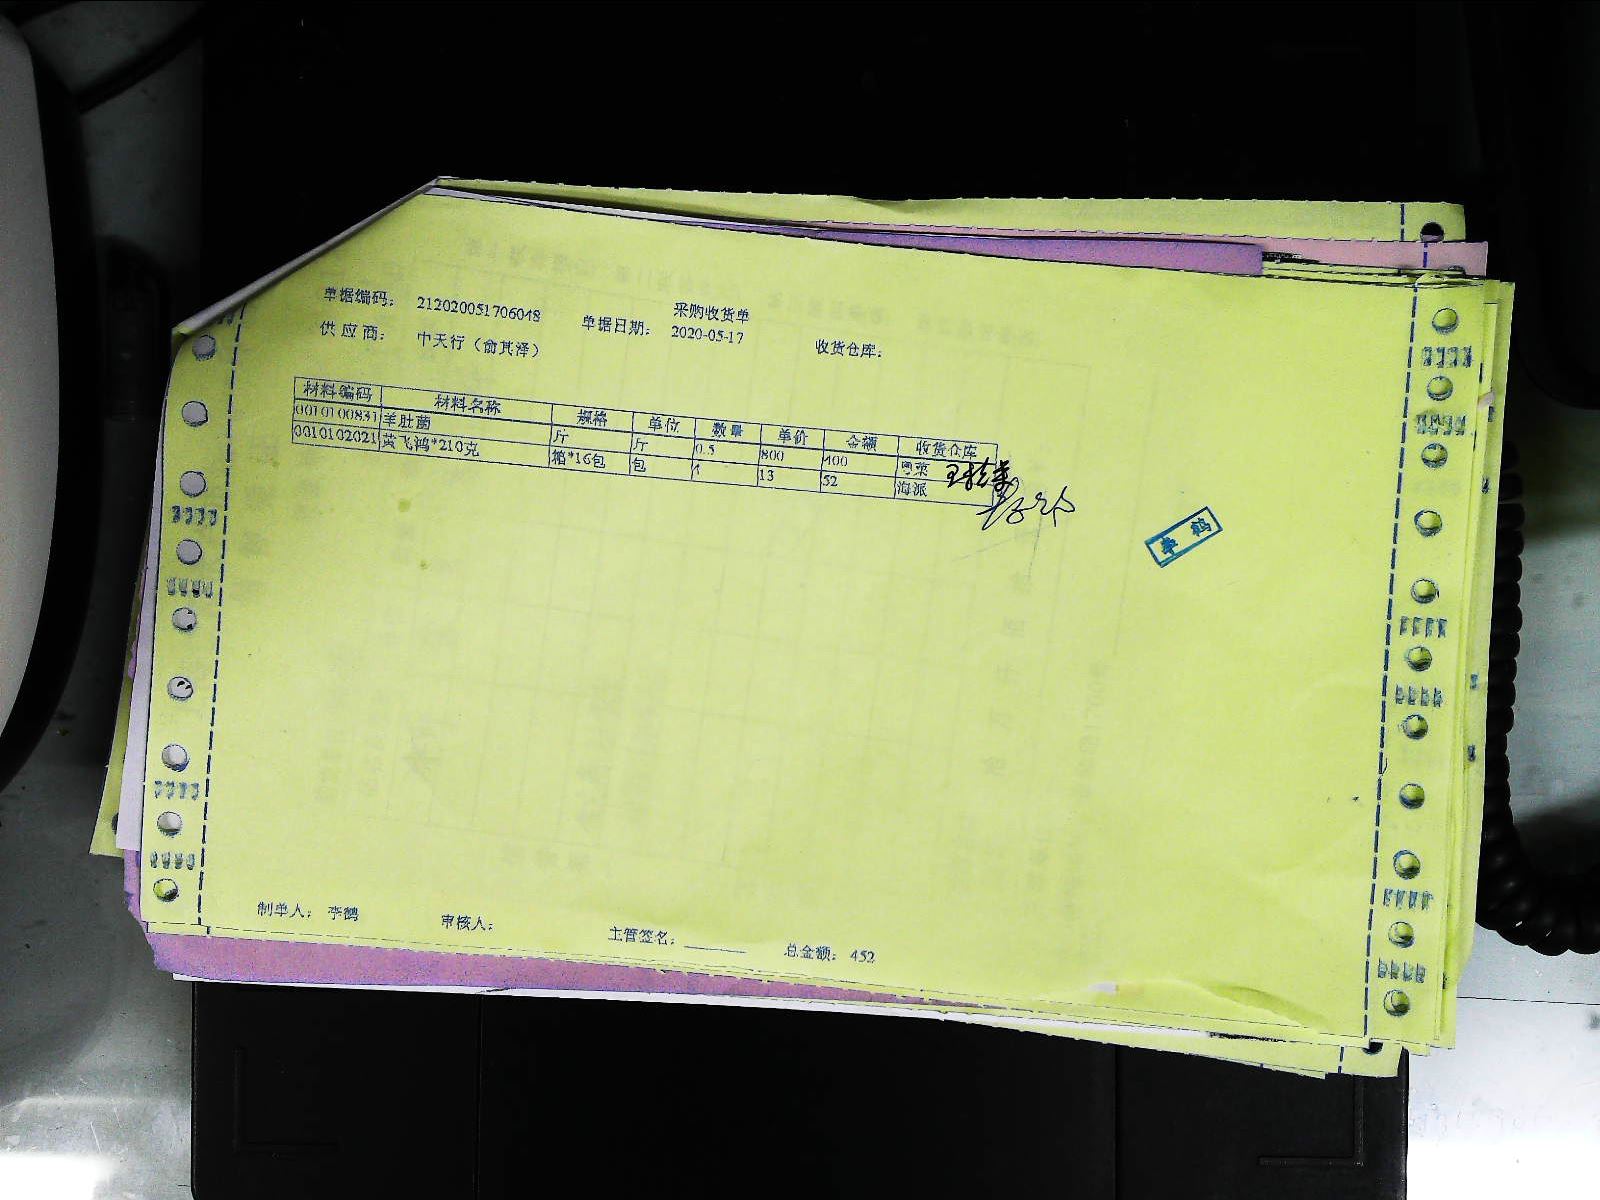 采购收货单
单据编码： 212020051706048 单据日期： 2020-05-17
供 应 商： 中天行（俞其泽） 收货仓库：
材料编码 材料名称 规格 单位 数量 单价 金额 收货仓库
0010100831 羊肚菌 斤 斤 0.5 800 400 粤菜
0010102021 黄飞鸿*210克 箱*16包 包 4 13 52 海派
李鹤
制单人： 李鹤 审核人： 主管签名： 总金额： 452